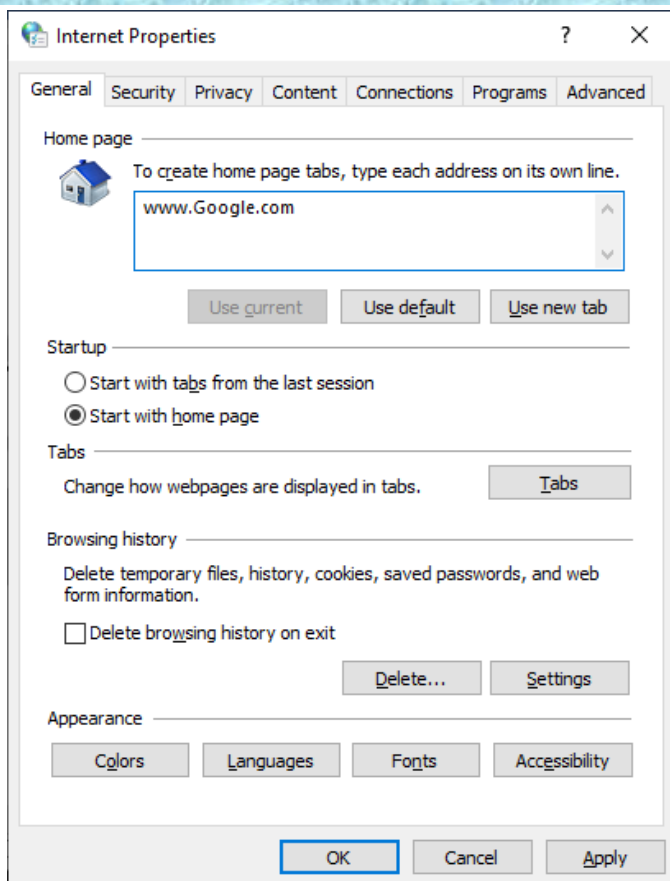 Internet Properties
?
General Security Privacy Content Connections Programs Advanced
Home page
To create home page tabs, type each address on its own line.
www.Google.com
Use current Use default Use new tab
Startup
Start with tabs from the last session
Start with home page
Tabs
Change how webpages are displayed in tabs. Tabs
Browsing history
Delete temporary files, history, cookies, saved passwords, and web
form information.
Delete browsing history on exit
Delete... Settings
Appearance
Colors Languages Fonts Accessibility
OK Cancel Apply